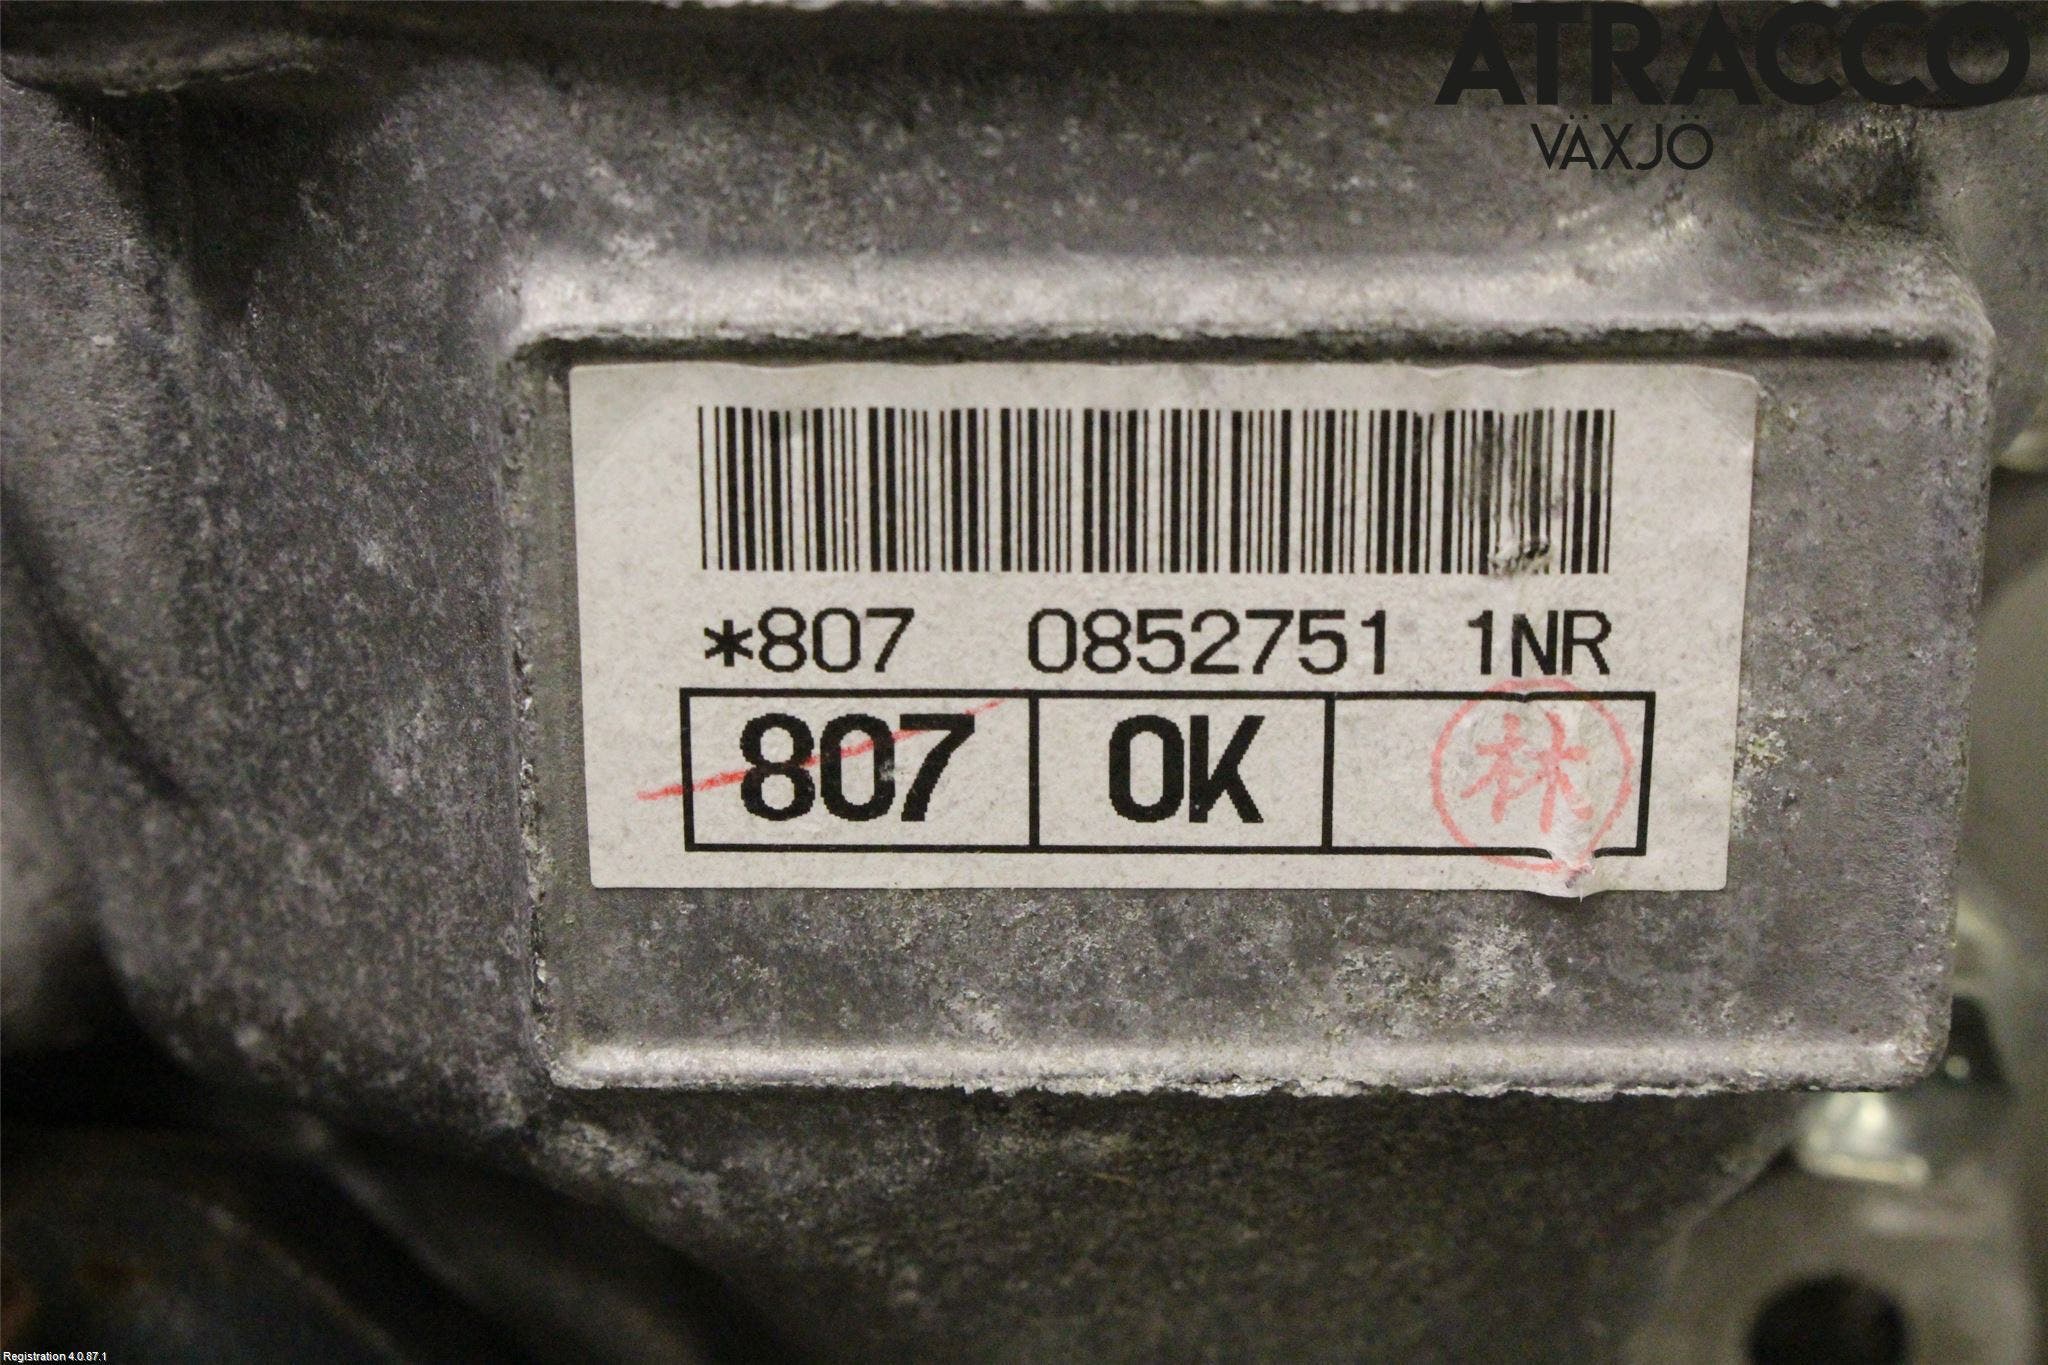 ATRACCO
VÄXJÖ
*807 0852751 1NR
807 OK 林
Registration 4.0.87.1